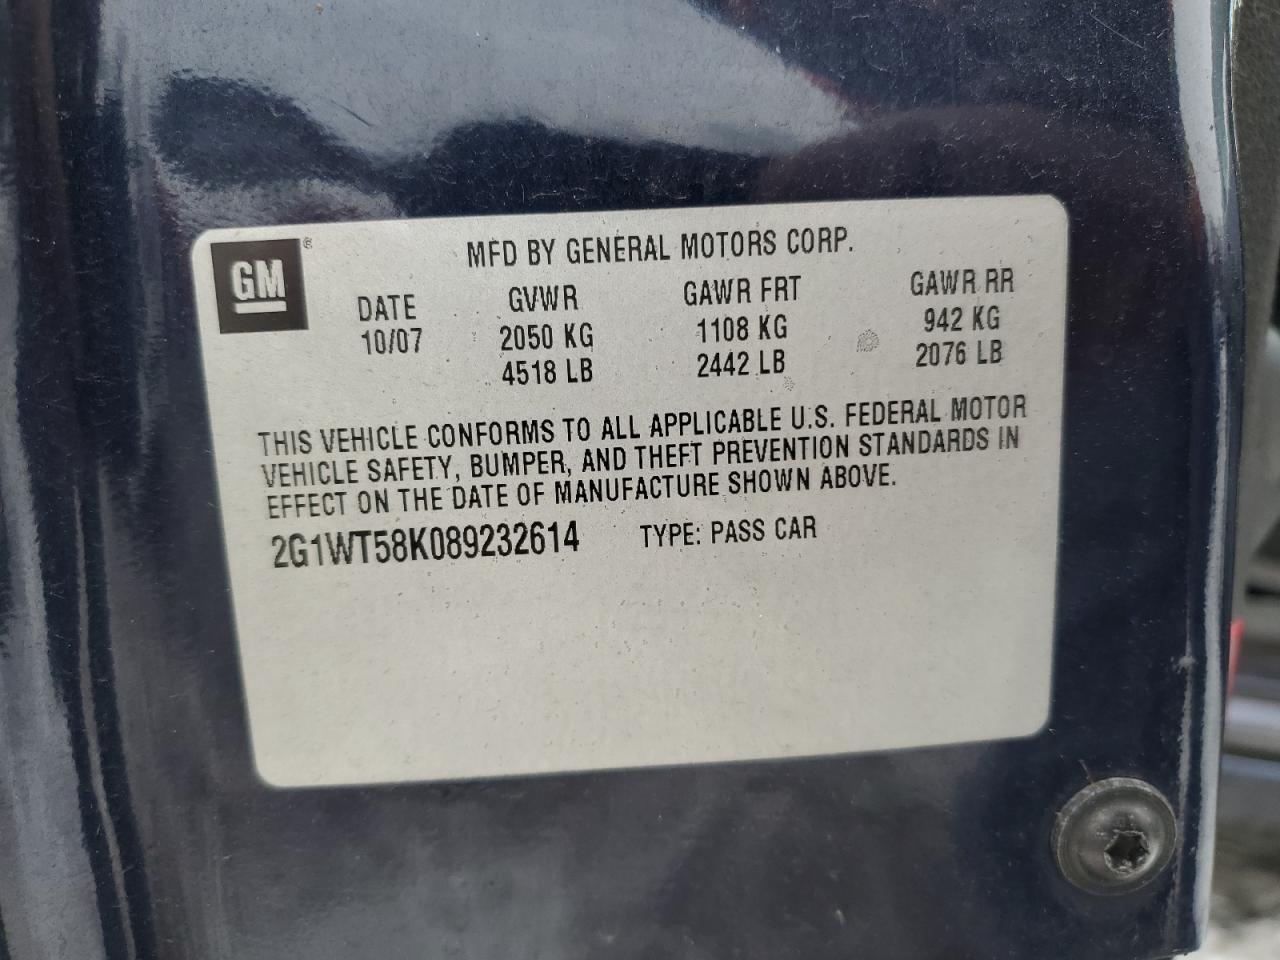 GM®
MFD BY GENERAL MOTORS CORP.
DATE GVWR GAWR FRT GAWR RR
10/07 2050 KG 1108 KG 942 KG
4518 LB 2442 LB 2076 LB
THIS VEHICLE CONFORMS TO ALL APPLICABLE U.S. FEDERAL MOTOR
VEHICLE SAFETY, BUMPER, AND THEFT PREVENTION STANDARDS IN
EFFECT ON THE DATE OF MANUFACTURE SHOWN ABOVE.
2G1WT58K089232614 TYPE: PASS CAR